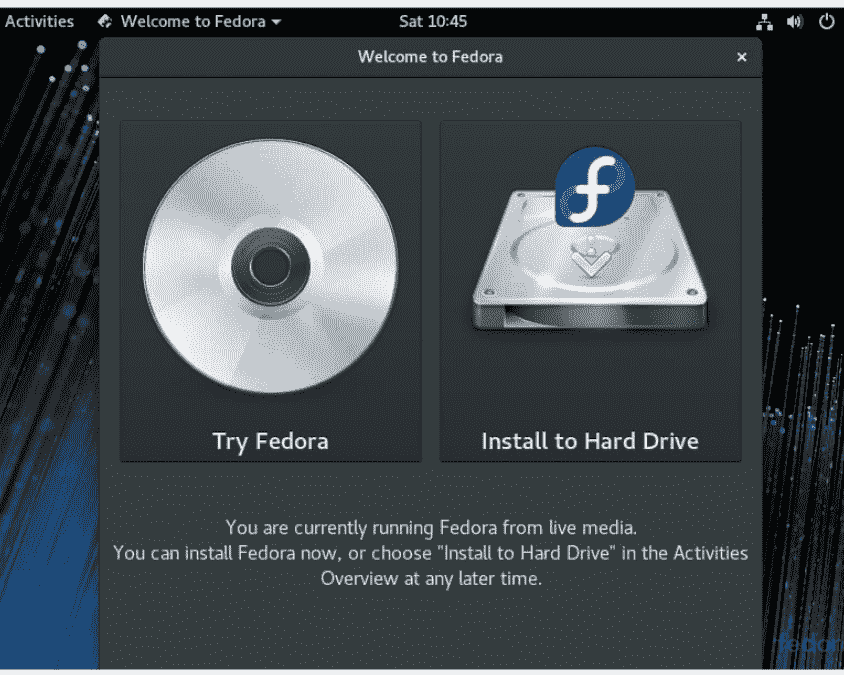 Activities Welcome to Fedora Sat 10:45
Welcome to Fedora
Try Fedora Install to Hard Drive
You are currently running Fedora from live media.
You can install Fedora now, or choose "Install to Hard Drive" in the Activities
Overview at any later time.